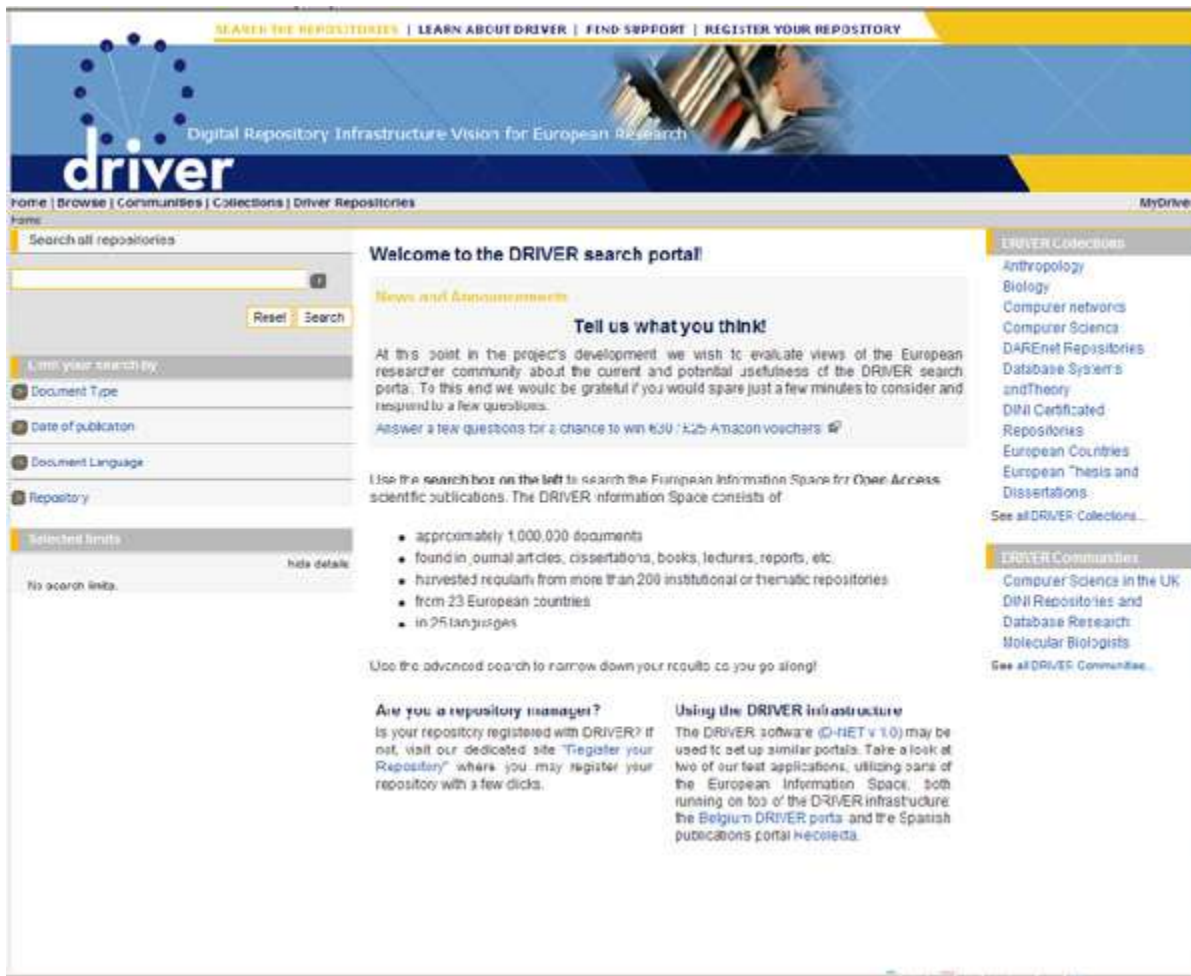 SEARCH THE REPOSITORIES | LEARN ABOUT DRIVER | FIND SUPPORT | REGISTER YOUR REPOSITORY
Digital Repository Infrastructure Vision for European Research
driver
Home | Browse | Communities | Collections | Driver Repositories
MyDrive
Home
Search all repositories
Reset Search
Limit your search by
Document Type
Date of publication
Document Language
Repository
Selected limits
hide details
No search limits.
Welcome to the DRIVER search portal!
News and Announcements
Tell us what you think!
At this point in the project's development we wish to evaluate views of the European
researcher community about the current and potential usefulness of the DRIVER search
portal. To this end we would be grateful if you would spare just a few minutes to consider and
respond to a few questions.
Answer a few questions for a chance to win €30 / £25 Amazon vouchers
Use the search box on the left to search the European Information Space for Open Access
scientific publications. The DRIVER Information Space consists of
• approximately 1,000,000 documents
• found in journal articles, dissertations, books, lectures, reports, etc.
• harvested regularly from more than 200 institutional or thematic repositories
• from 23 European countries
• in 25 languages
Use the advanced search to narrow down your results as you go along!
Are you a repository manager?
Is your repository registered with DRIVER? If
not, visit our dedicated site "Register your
Repository" where you may register your
repository with a few clicks.
Using the DRIVER infrastructure
The DRIVER software (D-NET v 1.0) may be
used to set up similar portals. Take a look at
two of our test applications, utilizing parts of
the European Information Space, both
running on top of the DRIVER infrastructure:
the Belgium DRIVER portal and the Spanish
publications portal Recolecta.
DRIVER Collections
Anthropology
Biology
Computer networks
Computer Science
DAREnet Repositories
Database Systems
andTheory
DINI Certificated
Repositories
European Countries
European Thesis and
Dissertations
See all DRIVER Collections...
DRIVER Communities
Computer Science in the UK
DINI Repositories and
Database Research
Molecular Biologists
See all DRIVER Communities...